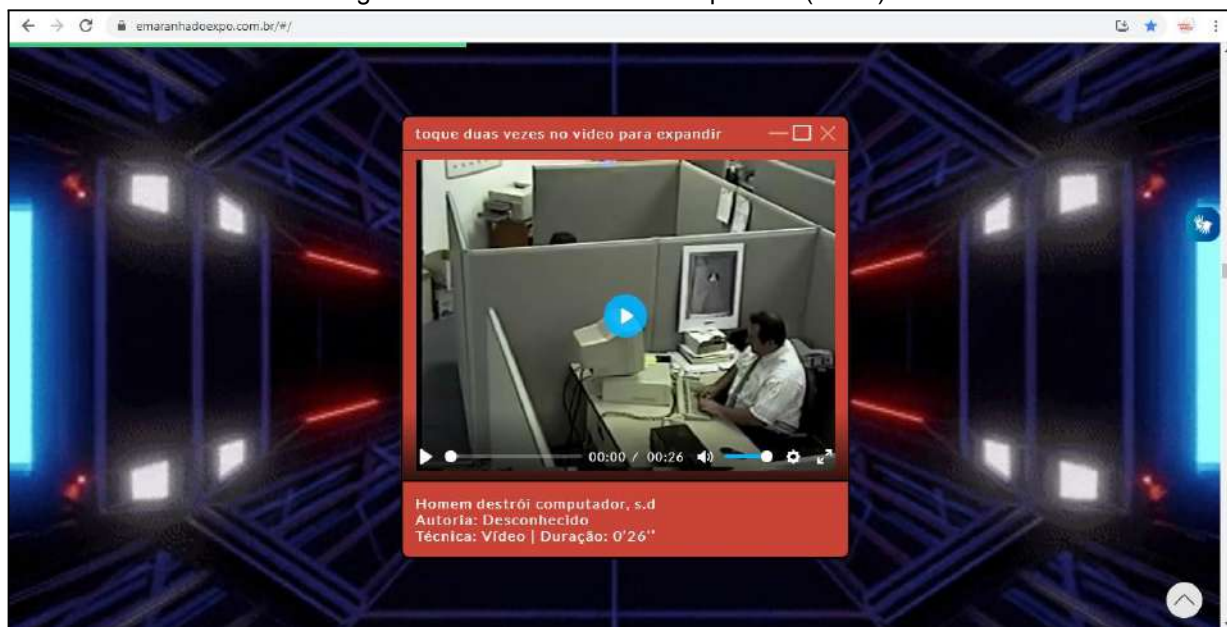 emaranhadoexpo.com.br/#/
toque duas vezes no video para expandir
00:00 / 00:26
Homem destrói computador, s.d
Autoria: Desconhecido
Técnica: Vídeo | Duração: 0'26''